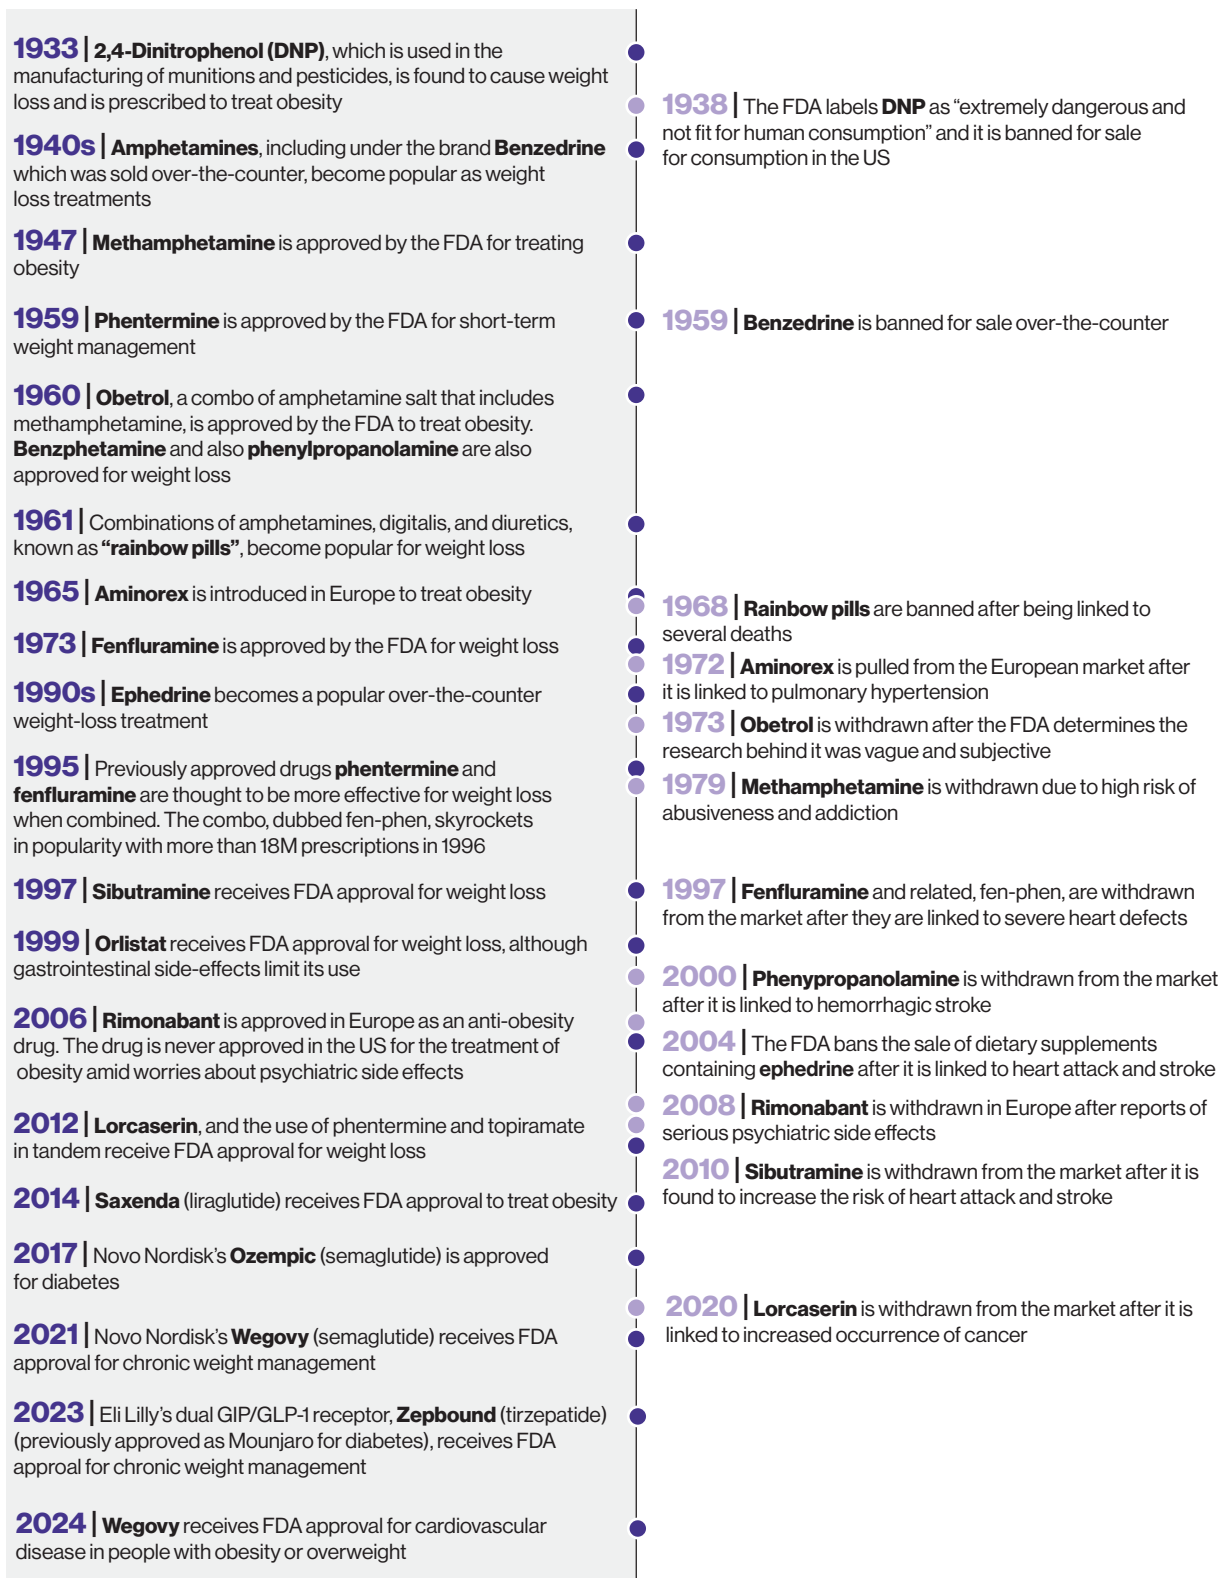 1933 | 2,4-Dinitrophenol (DNP), which is used in the
manufacturing of munitions and pesticides, is found to cause weight
loss and is prescribed to treat obesity
1940s | Amphetamines, including under the brand Benzedrine
which was sold over-the-counter, become popular as weight
loss treatments
1947 | Methamphetamine is approved by the FDA for treating
obesity
1959 | Phentermine is approved by the FDA for short-term
weight management
1960 | Obetrol, a combo of amphetamine salt that includes
methamphetamine, is approved by the FDA to treat obesity.
Benzphetamine and also phenylpropanolamine are also
approved for weight loss
1961 | Combinations of amphetamines, digitalis, and diuretics,
known as “rainbow pills”, become popular for weight loss
1965 | Aminorex is introduced in Europe to treat obesity
1973 | Fenfluramine is approved by the FDA for weight loss
1990s | Ephedrine becomes a popular over-the-counter
weight-loss treatment
1995 | Previously approved drugs phentermine and
fenfluramine are thought to be more effective for weight loss
when combined. The combo, dubbed fen-phen, skyrockets
in popularity with more than 18M prescriptions in 1996
1997 | Sibutramine receives FDA approval for weight loss
1999 | Orlistat receives FDA approval for weight loss, although
gastrointestinal side-effects limit its use
2006 | Rimonabant is approved in Europe as an anti-obesity
drug. The drug is never approved in the US for the treatment of
obesity amid worries about psychiatric side effects
2012 | Lorcaserin, and the use of phentermine and topiramate
in tandem receive FDA approval for weight loss
2014 | Saxenda (liraglutide) receives FDA approval to treat obesity
2017 | Novo Nordisk’s Ozempic (semaglutide) is approved
for diabetes
2021 | Novo Nordisk’s Wegovy (semaglutide) receives FDA
approval for chronic weight management
2023 | Eli Lilly’s dual GIP/GLP-1 receptor, Zepbound (tirzepatide)
(previously approved as Mounjaro for diabetes), receives FDA
approal for chronic weight management
2024 | Wegovy receives FDA approval for cardiovascular
disease in people with obesity or overweight
1938 | The FDA labels DNP as “extremely dangerous and
not fit for human consumption” and it is banned for sale
for consumption in the US
1959 | Benzedrine is banned for sale over-the-counter
1968 | Rainbow pills are banned after being linked to
several deaths
1972 | Aminorex is pulled from the European market after
it is linked to pulmonary hypertension
1973 | Obetrol is withdrawn after the FDA determines the
research behind it was vague and subjective
1979 | Methamphetamine is withdrawn due to high risk of
abusiveness and addiction
1997 | Fenfluramine and related, fen-phen, are withdrawn
from the market after they are linked to severe heart defects
2000 | Phenypropanolamine is withdrawn from the market
after it is linked to hemorrhagic stroke
2004 | The FDA bans the sale of dietary supplements
containing ephedrine after it is linked to heart attack and stroke
2008 | Rimonabant is withdrawn in Europe after reports of
serious psychiatric side effects
2010 | Sibutramine is withdrawn from the market after it is
found to increase the risk of heart attack and stroke
2020 | Lorcaserin is withdrawn from the market after it is
linked to increased occurrence of cancer